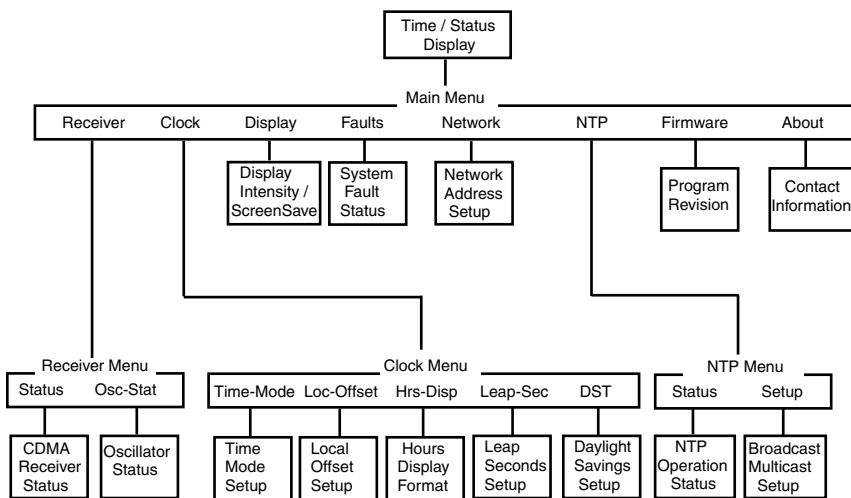 Time / Status
Display
Main Menu
Receiver Clock Display Faults Network NTP Firmware About
Display
Intensity /
ScreenSave
System
Fault
Status
Network
Address
Setup
Program
Revision
Contact
Information
Receiver Menu
Status Osc-Stat
CDMA
Receiver
Status
Oscillator
Status
Clock Menu
Time-Mode Loc-Offset Hrs-Disp Leap-Sec DST
Time
Mode
Setup
Local
Offset
Setup
Hours
Display
Format
Leap
Seconds
Setup
Daylight
Savings
Setup
NTP Menu
Status Setup
NTP
Operation
Status
Broadcast
Multicast
Setup